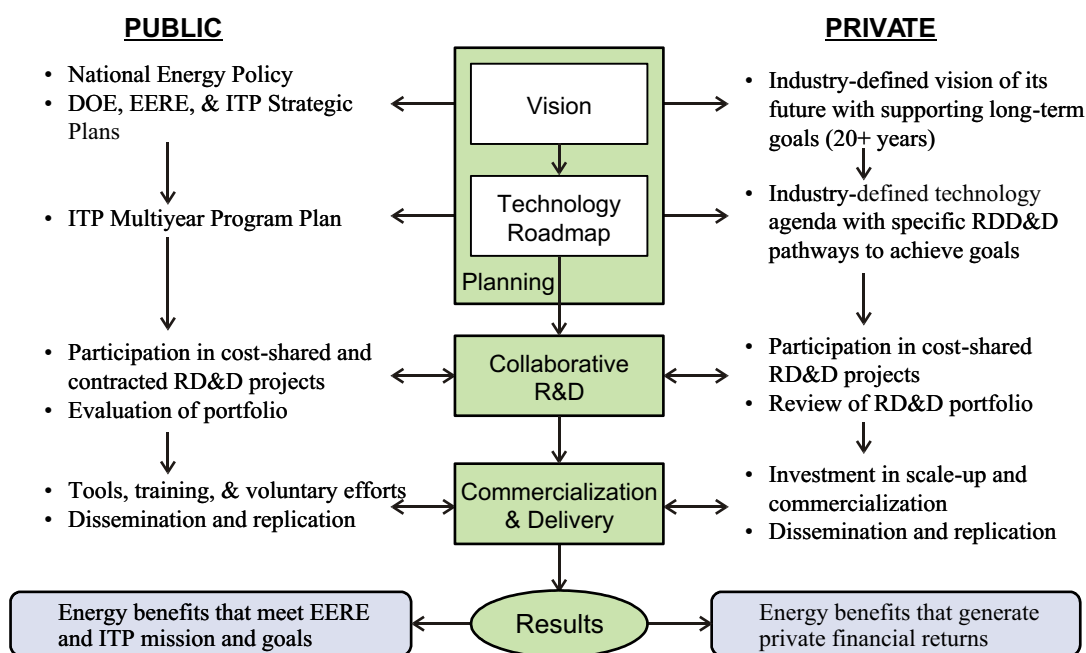 PUBLIC
• National Energy Policy
• DOE, EERE, & ITP Strategic
Plans
• ITP Multiyear Program Plan
• Participation in cost-shared and
contracted RD&D projects
• Evaluation of portfolio
• Tools, training, & voluntary efforts
• Dissemination and replication
Energy benefits that meet EERE
and ITP mission and goals
Vision
Technology
Roadmap
Planning
Collaborative
R&D
Commercialization
& Delivery
Results
PRIVATE
• Industry-defined vision of its
future with supporting long-term
goals (20+ years)
• Industry-defined technology
agenda with specific RDD&D
pathways to achieve goals
• Participation in cost-shared
RD&D projects
• Review of RD&D portfolio
• Investment in scale-up and
commercialization
• Dissemination and replication
Energy benefits that generate
private financial returns